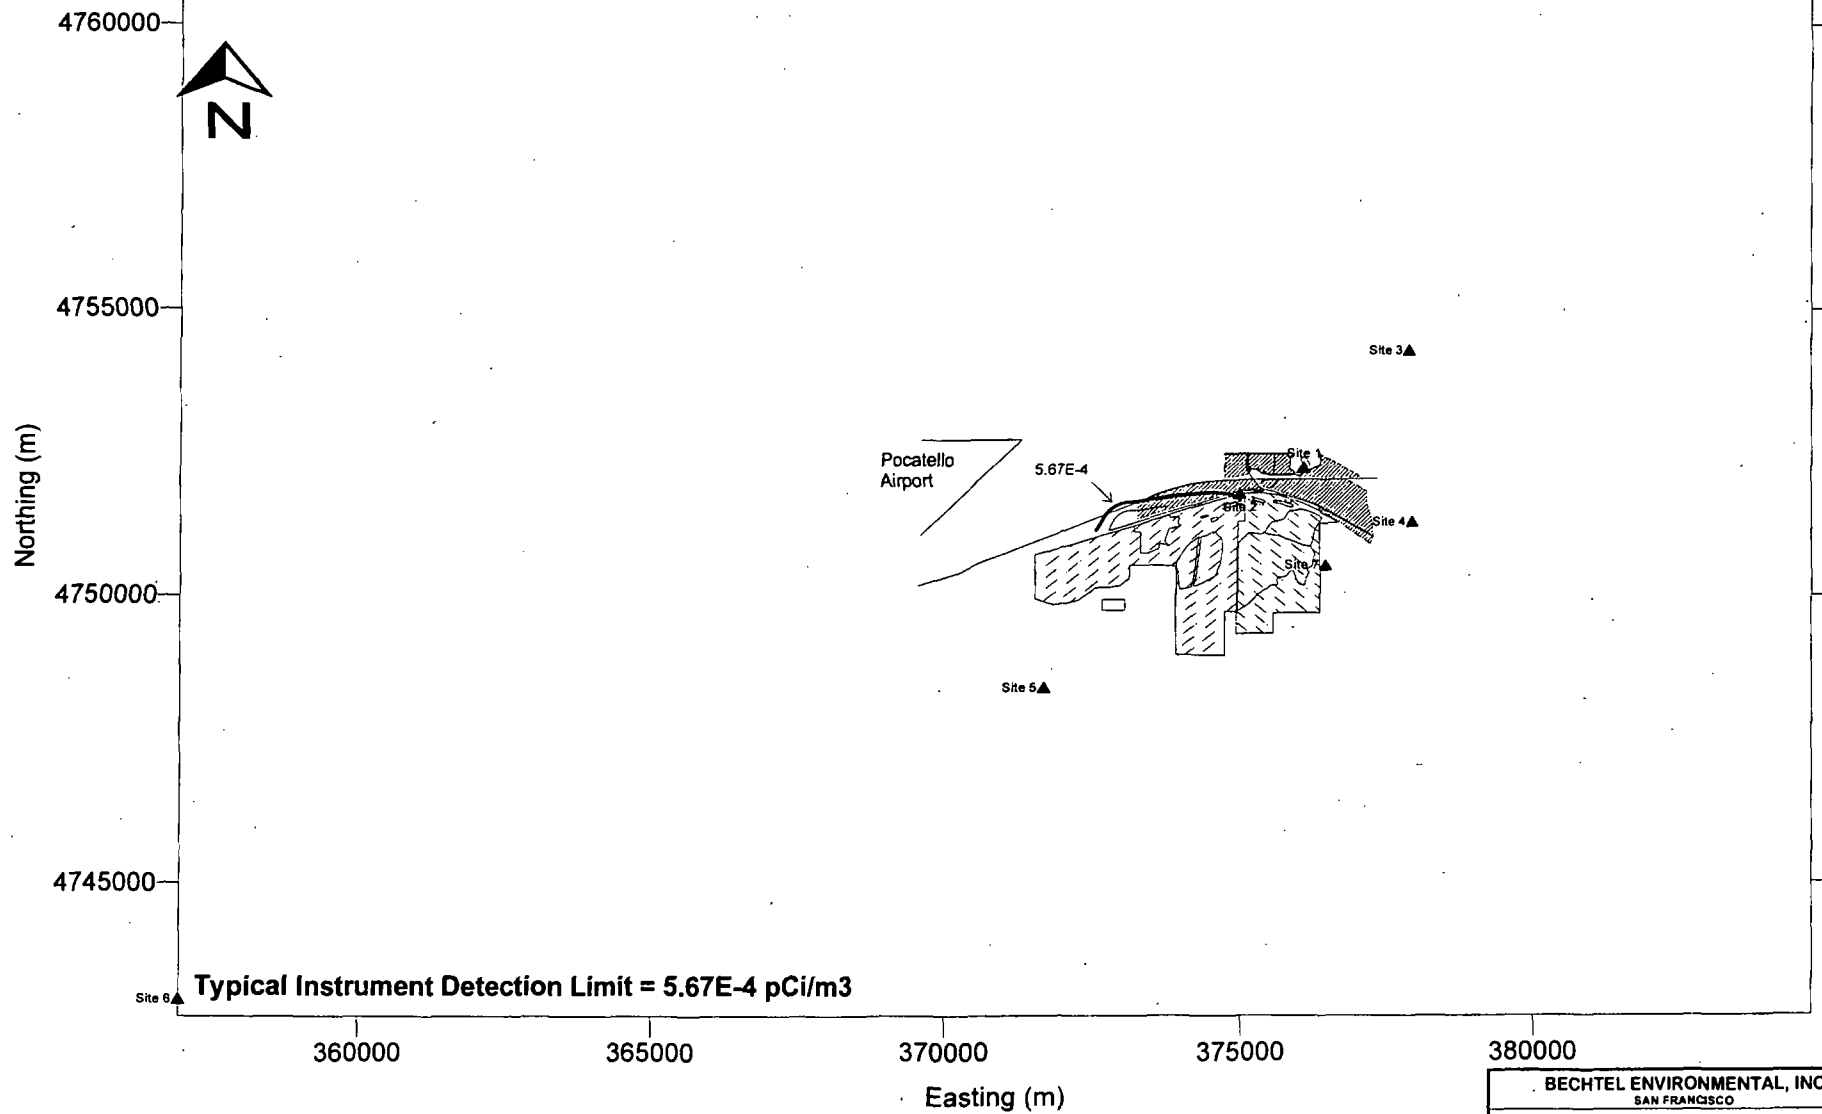 4760000
N
4755000
Site 3
Northing (m)
Pocatello
Airport
5.67E-4
Site 1
Site 2
Site 4
Site 7
4750000
Site 5
4745000
Site 6
Typical Instrument Detection Limit = 5.67E-4 pCi/m3
360000
365000
370000
375000
380000
Easting (m)
BECHTEL ENVIRONMENTAL, INC
SAN FRANCISCO